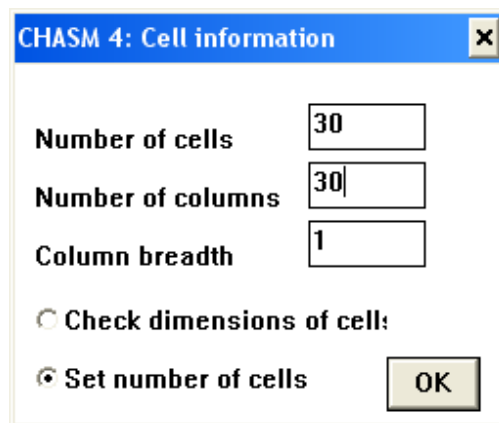 CHASM 4: Cell information
Number of cells 30
Number of columns 30
Column breadth 1
Check dimensions of cells
Set number of cells
OK